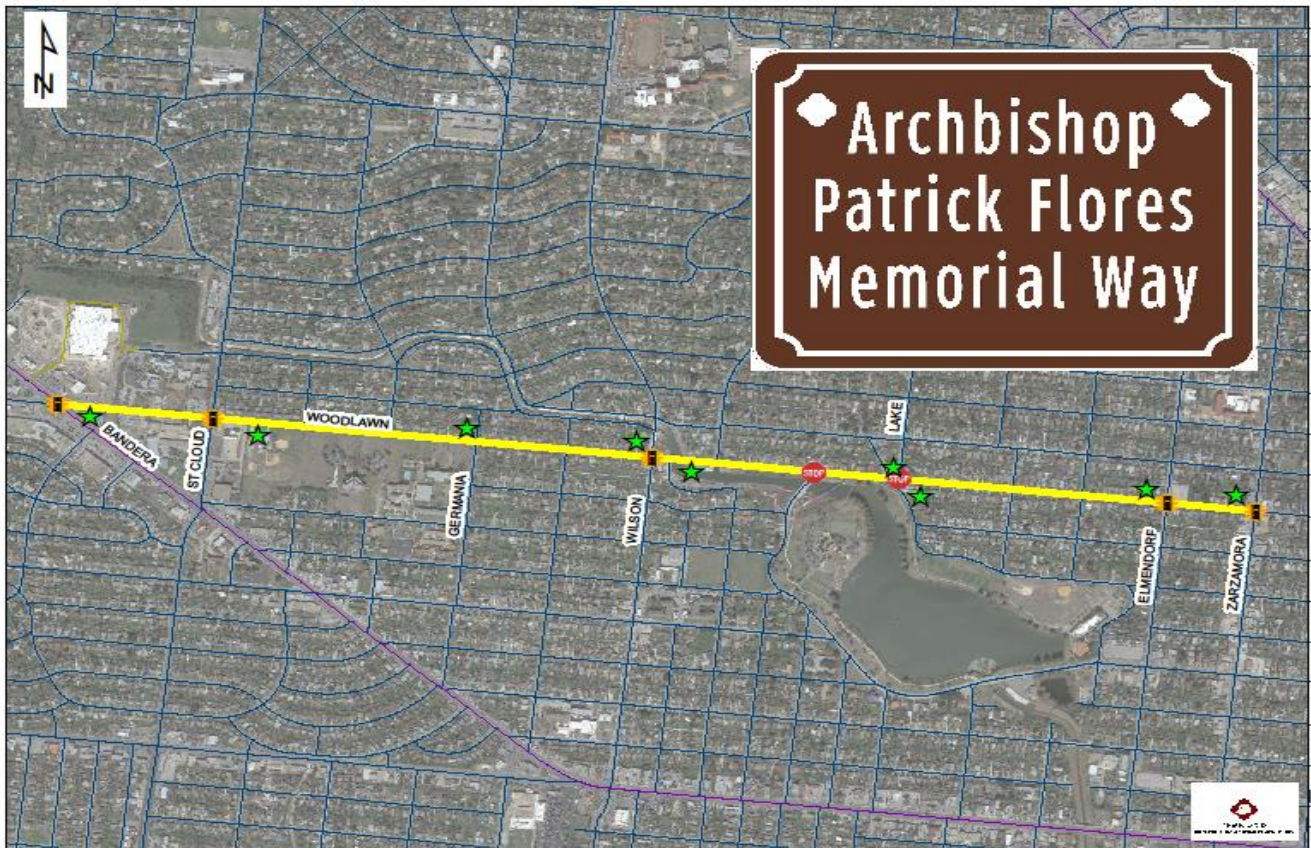 N
Archbishop
Patrick Flores
Memorial Way
LAKE
WOODLAWN
BANDERA
ST CLOUD
GERMANIA
WILSON
STOP
STOP
ELMENDORF
ZARZAMORA